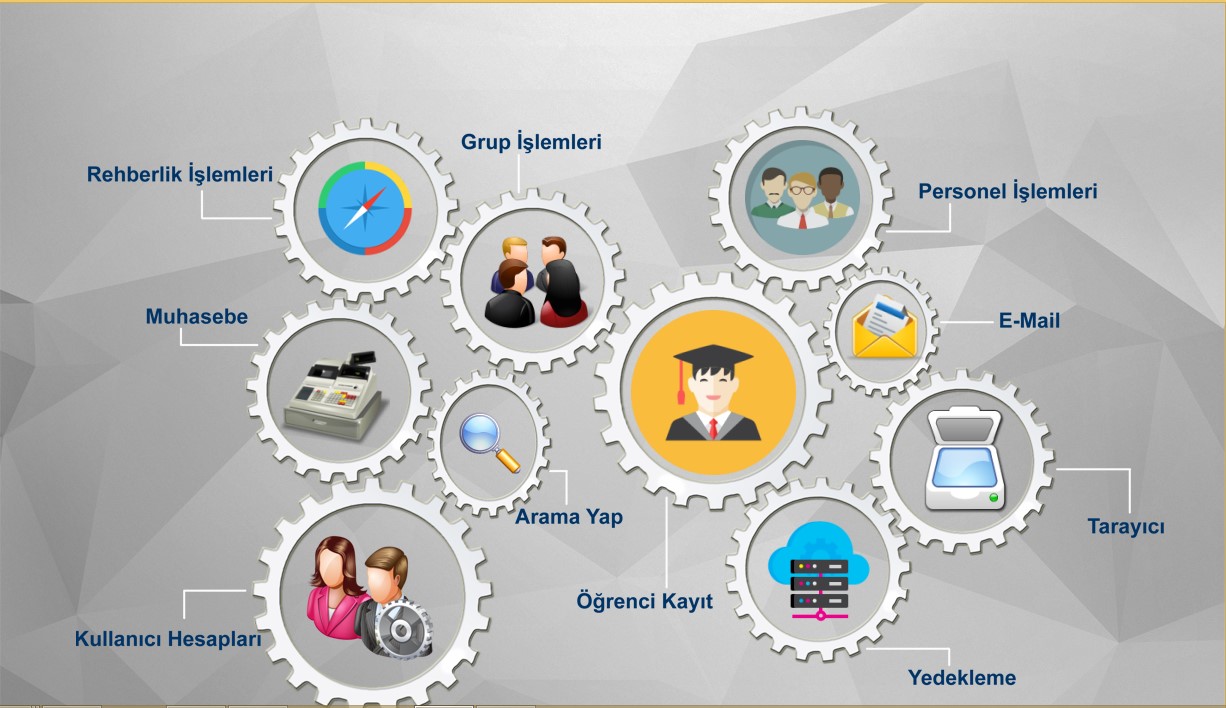 Grup İşlemleri
Rehberlik İşlemleri
Personel İşlemleri
Muhasebe
E-Mail
Arama Yap
Tarayıcı
Öğrenci Kayıt
Kullanıcı Hesapları
Yedekleme